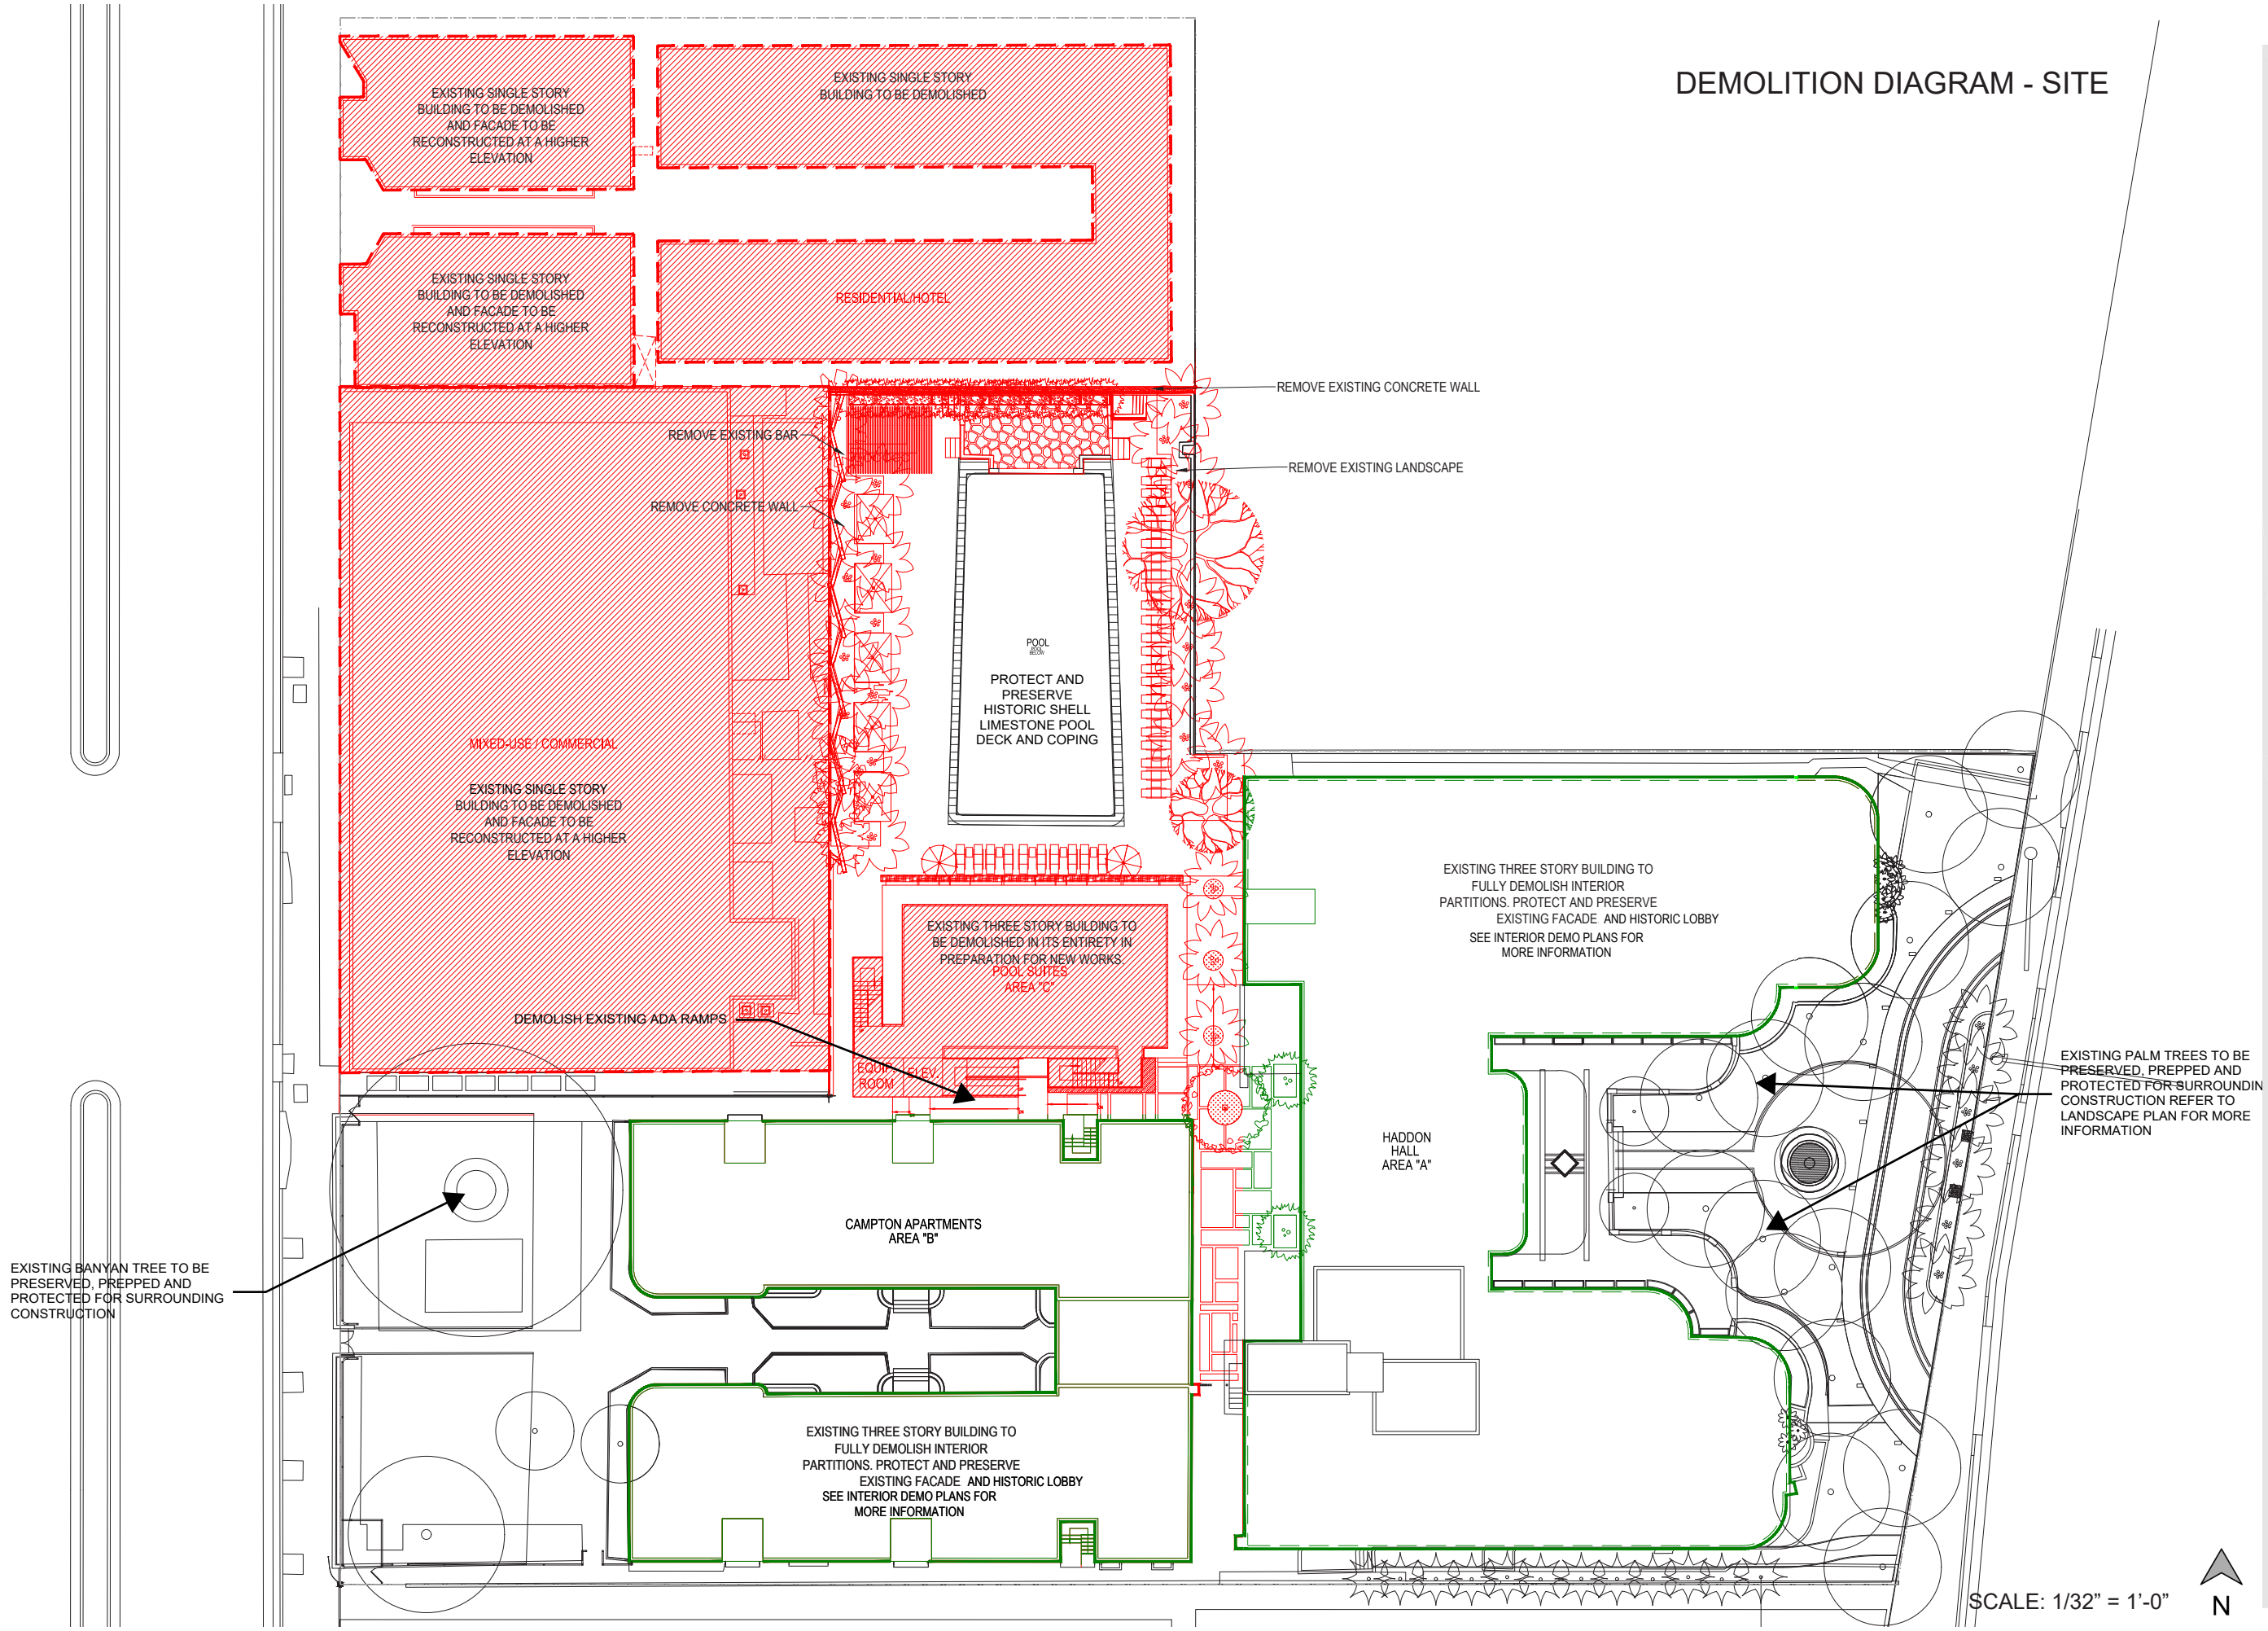 DEMOLITION DIAGRAM - SITE
EXISTING SINGLE STORY
BUILDING TO BE DEMOLISHED
AND FACADE TO BE
RECONSTRUCTED AT A HIGHER
ELEVATION
EXISTING SINGLE STORY
BUILDING TO BE DEMOLISHED
EXISTING SINGLE STORY
BUILDING TO BE DEMOLISHED
AND FACADE TO BE
RECONSTRUCTED AT A HIGHER
ELEVATION
RESIDENTIAL/HOTEL
REMOVE EXISTING CONCRETE WALL
REMOVE EXISTING BAR
REMOVE EXISTING LANDSCAPE
REMOVE CONCRETE WALL
POOL
POOL
BELOW
PROTECT AND
PRESERVE
HISTORIC SHELL
LIMESTONE POOL
DECK AND COPING
MIXED-USE / COMMERCIAL
EXISTING SINGLE STORY
BUILDING TO BE DEMOLISHED
AND FACADE TO BE
RECONSTRUCTED AT A HIGHER
ELEVATION
EXISTING THREE STORY BUILDING TO
FULLY DEMOLISH INTERIOR
PARTITIONS. PROTECT AND PRESERVE
EXISTING FACADE AND HISTORIC LOBBY
SEE INTERIOR DEMO PLANS FOR
MORE INFORMATION
EXISTING THREE STORY BUILDING TO
BE DEMOLISHED IN ITS ENTIRETY IN
PREPARATION FOR NEW WORKS.
POOL SUITES
AREA "C"
DEMOLISH EXISTING ADA RAMPS
EQUIP.
ROOM
ELEV.
EXISTING PALM TREES TO BE
PRESERVED, PREPPED AND
PROTECTED FOR SURROUNDIN
CONSTRUCTION REFER TO
LANDSCAPE PLAN FOR MORE
INFORMATION
HADDON
HALL
AREA "A"
CAMPTON APARTMENTS
AREA "B"
EXISTING BANYAN TREE TO BE
PRESERVED, PREPPED AND
PROTECTED FOR SURROUNDING
CONSTRUCTION
EXISTING THREE STORY BUILDING TO
FULLY DEMOLISH INTERIOR
PARTITIONS. PROTECT AND PRESERVE
EXISTING FACADE AND HISTORIC LOBBY
SEE INTERIOR DEMO PLANS FOR
MORE INFORMATION
SCALE: 1/32” = 1’-0”
N